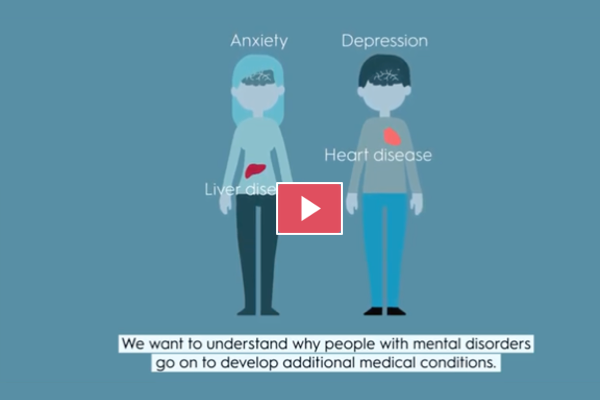 Anxiety
Depression
Heart disease
Liver dise
We want to understand why people with mental disorders
go on to develop additional medical conditions.